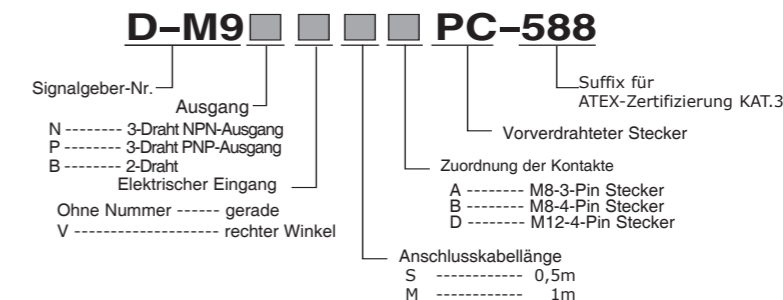 D–M9 PC–588
Signalgeber-Nr.
Ausgang
N -------- 3-Draht NPN-Ausgang
P -------- 3-Draht PNP-Ausgang
B -------- 2-Draht
Elektrischer Eingang
Ohne Nummer ------ gerade
V -------------------- rechter Winkel
Suffix für
ATEX-Zertifizierung KAT.3
Vorverdrahteter Stecker
Zuordnung der Kontakte
A -------- M8-3-Pin Stecker
B -------- M8-4-Pin Stecker
D -------- M12-4-Pin Stecker
Anschlusskabellänge
S ------------ 0,5m
M ------------ 1m